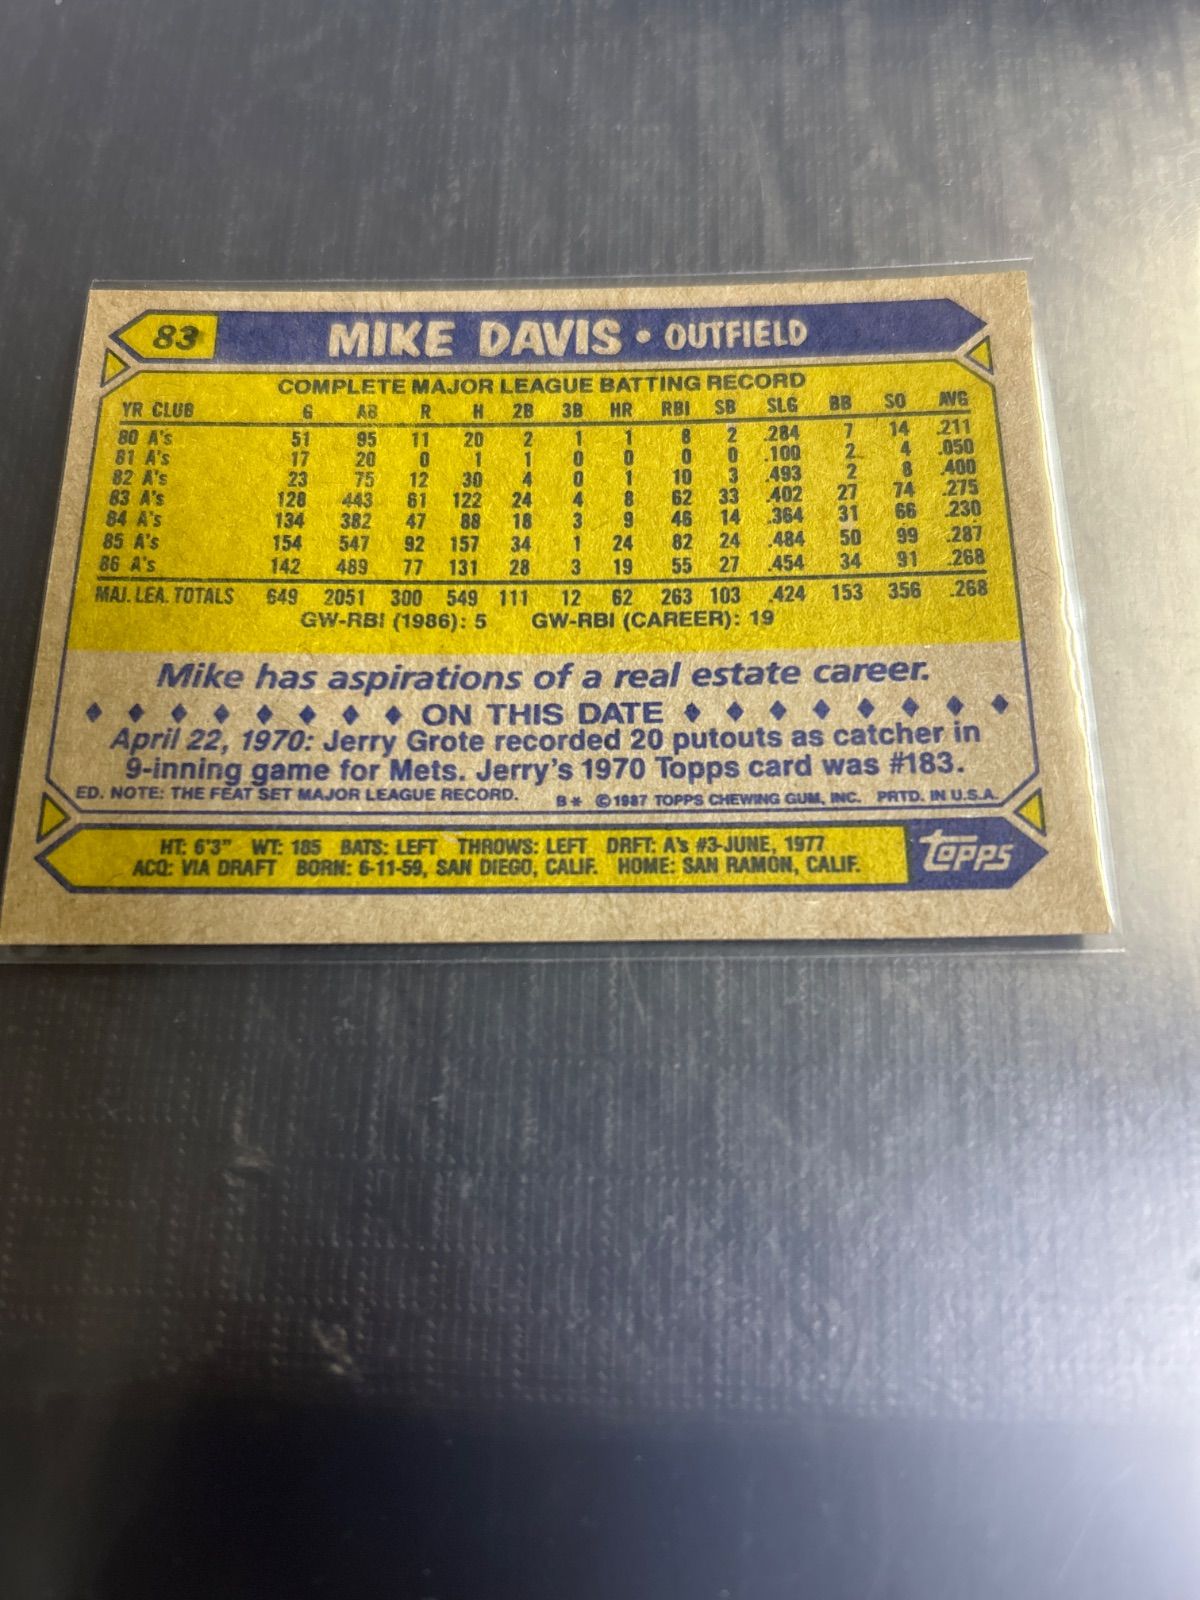 83 MIKE DAVIS • OUTFIELD
COMPLETE MAJOR LEAGUE BATTING RECORD
YR CLUB G AB R H 2B 3B HR RBI SB SLG BB SO AVG
80 A's 51 95 11 20 2 1 1 8 2 .284 7 14 .211
81 A's 17 20 0 1 1 0 0 0 0 .100 2 4 .050
82 A's 23 75 12 30 4 0 1 10 3 .493 2 8 .400
83 A's 128 443 61 122 24 4 8 62 33 .402 27 74 .275
84 A's 134 382 47 88 18 3 9 46 14 .364 31 66 .230
85 A's 154 547 92 157 34 1 24 82 24 .484 50 99 .287
86 A's 142 489 77 131 28 3 19 55 27 .454 34 91 .268
MAJ. LEA. TOTALS 649 2051 300 549 111 12 62 263 103 .424 153 356 .268
GW-RBI (1986): 5 GW-RBI (CAREER): 19
Mike has aspirations of a real estate career.
ON THIS DATE
April 22, 1970: Jerry Grote recorded 20 putouts as catcher in
9-inning game for Mets. Jerry's 1970 Topps card was #183.
ED. NOTE: THE FEAT SET MAJOR LEAGUE RECORD. B* © 1987 TOPPS CHEWING GUM, INC. PRTD. IN U.S.A.
HT: 6'3" WT: 185 BATS: LEFT THROWS: LEFT DRFT: A's #3-JUNE, 1977
ACQ: VIA DRAFT BORN: 6-11-59, SAN DIEGO, CALIF. HOME: SAN RAMON, CALIF.
topps